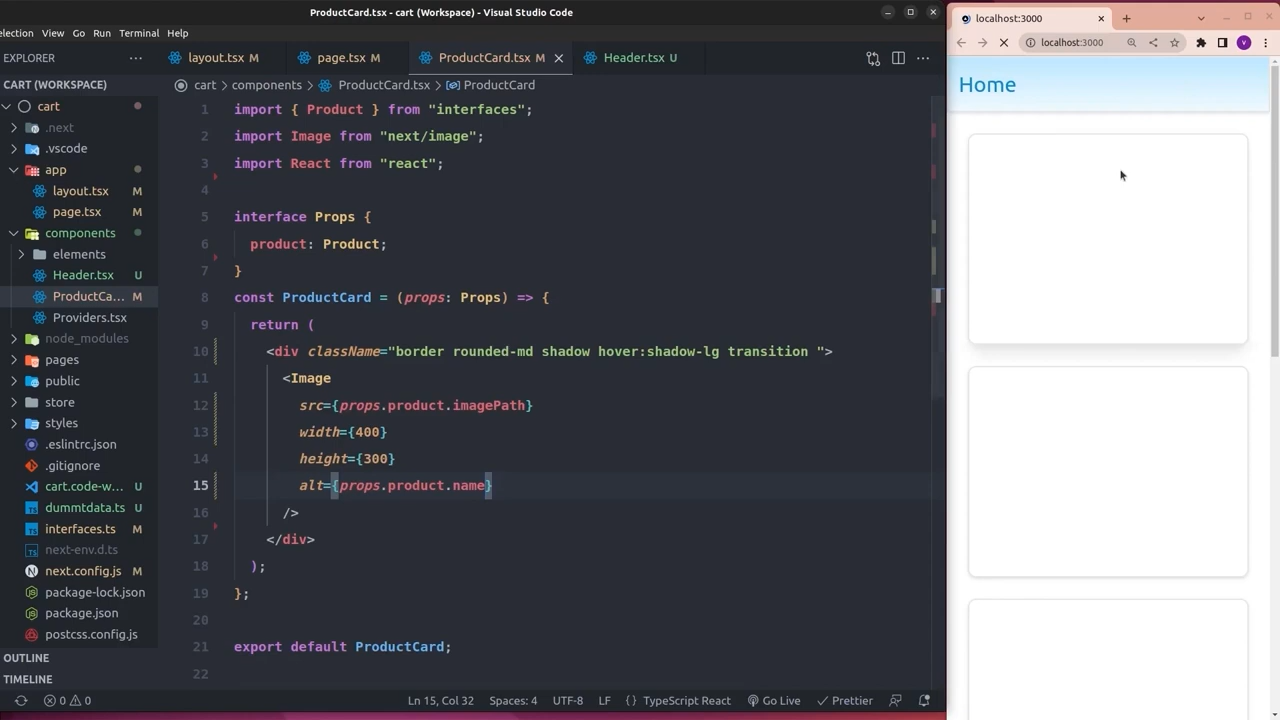 ProductCard.tsx - cart (Workspace) - Visual Studio Code
election View Go Run Terminal Help
EXPLORER
layout.tsx M
page.tsx M
ProductCard.tsx M
Header.tsx U
CART (WORKSPACE)
cart
.next
.vscode
app
layout.tsx M
page.tsx M
components
elements
Header.tsx U
ProductCa... M
Providers.tsx
node_modules
pages
public
store
styles
.eslintrc.json
.gitignore
cart.code-w... U
dummtdata.ts U
interfaces.ts M
next-env.d.ts
next.config.js M
package-lock.json
package.json
postcss.config.js
OUTLINE
TIMELINE
cart > components > ProductCard.tsx > ProductCard
1 import { Product } from "interfaces";
2 import Image from "next/image";
3 import React from "react";
4
5 interface Props {
6 product: Product;
7 }
8 const ProductCard = (props: Props) => {
9 return (
10 <div className="border rounded-md shadow hover:shadow-lg transition ">
11 <Image
12 src={props.product.imagePath}
13 width={400}
14 height={300}
15 alt={props.product.name}
16 />
17 </div>
18 );
19 };
20
21 export default ProductCard;
22
0 0
Ln 15, Col 32 Spaces: 4 UTF-8 LF {} TypeScript React Go Live Prettier
localhost:3000
localhost:3000
V
Home